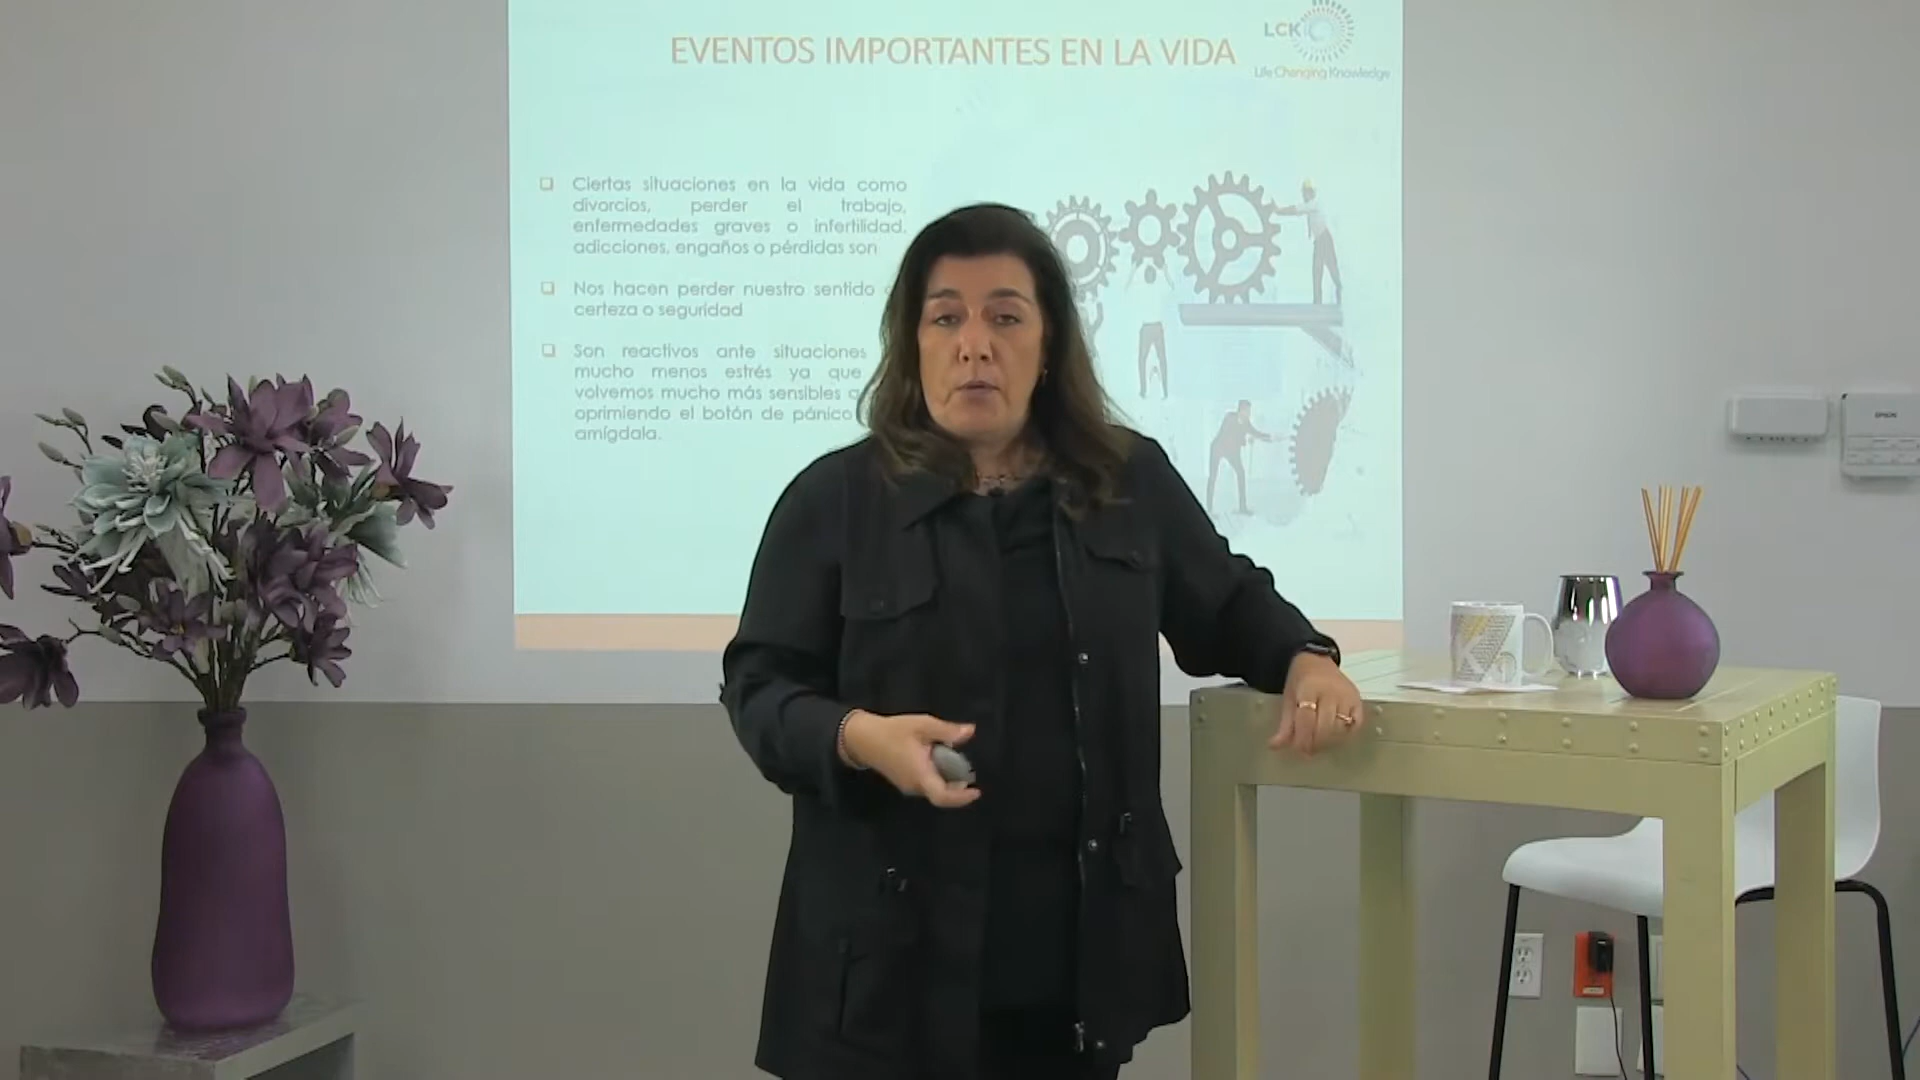 EVENTOS IMPORTANTES EN LA VIDA
LCK
Life Changing Knowledge
Ciertas situaciones en la vida como
divorcios, perder el trabajo,
enfermedades graves o infertilidad,
adicciones, engaños o pérdidas son
Nos hacen perder nuestro sentido
certeza o seguridad
Son reactivos ante situaciones
mucho menos estrés ya que
volvemos mucho más sensibles
oprimiendo el botón de pánico
amígdala.
EPSON